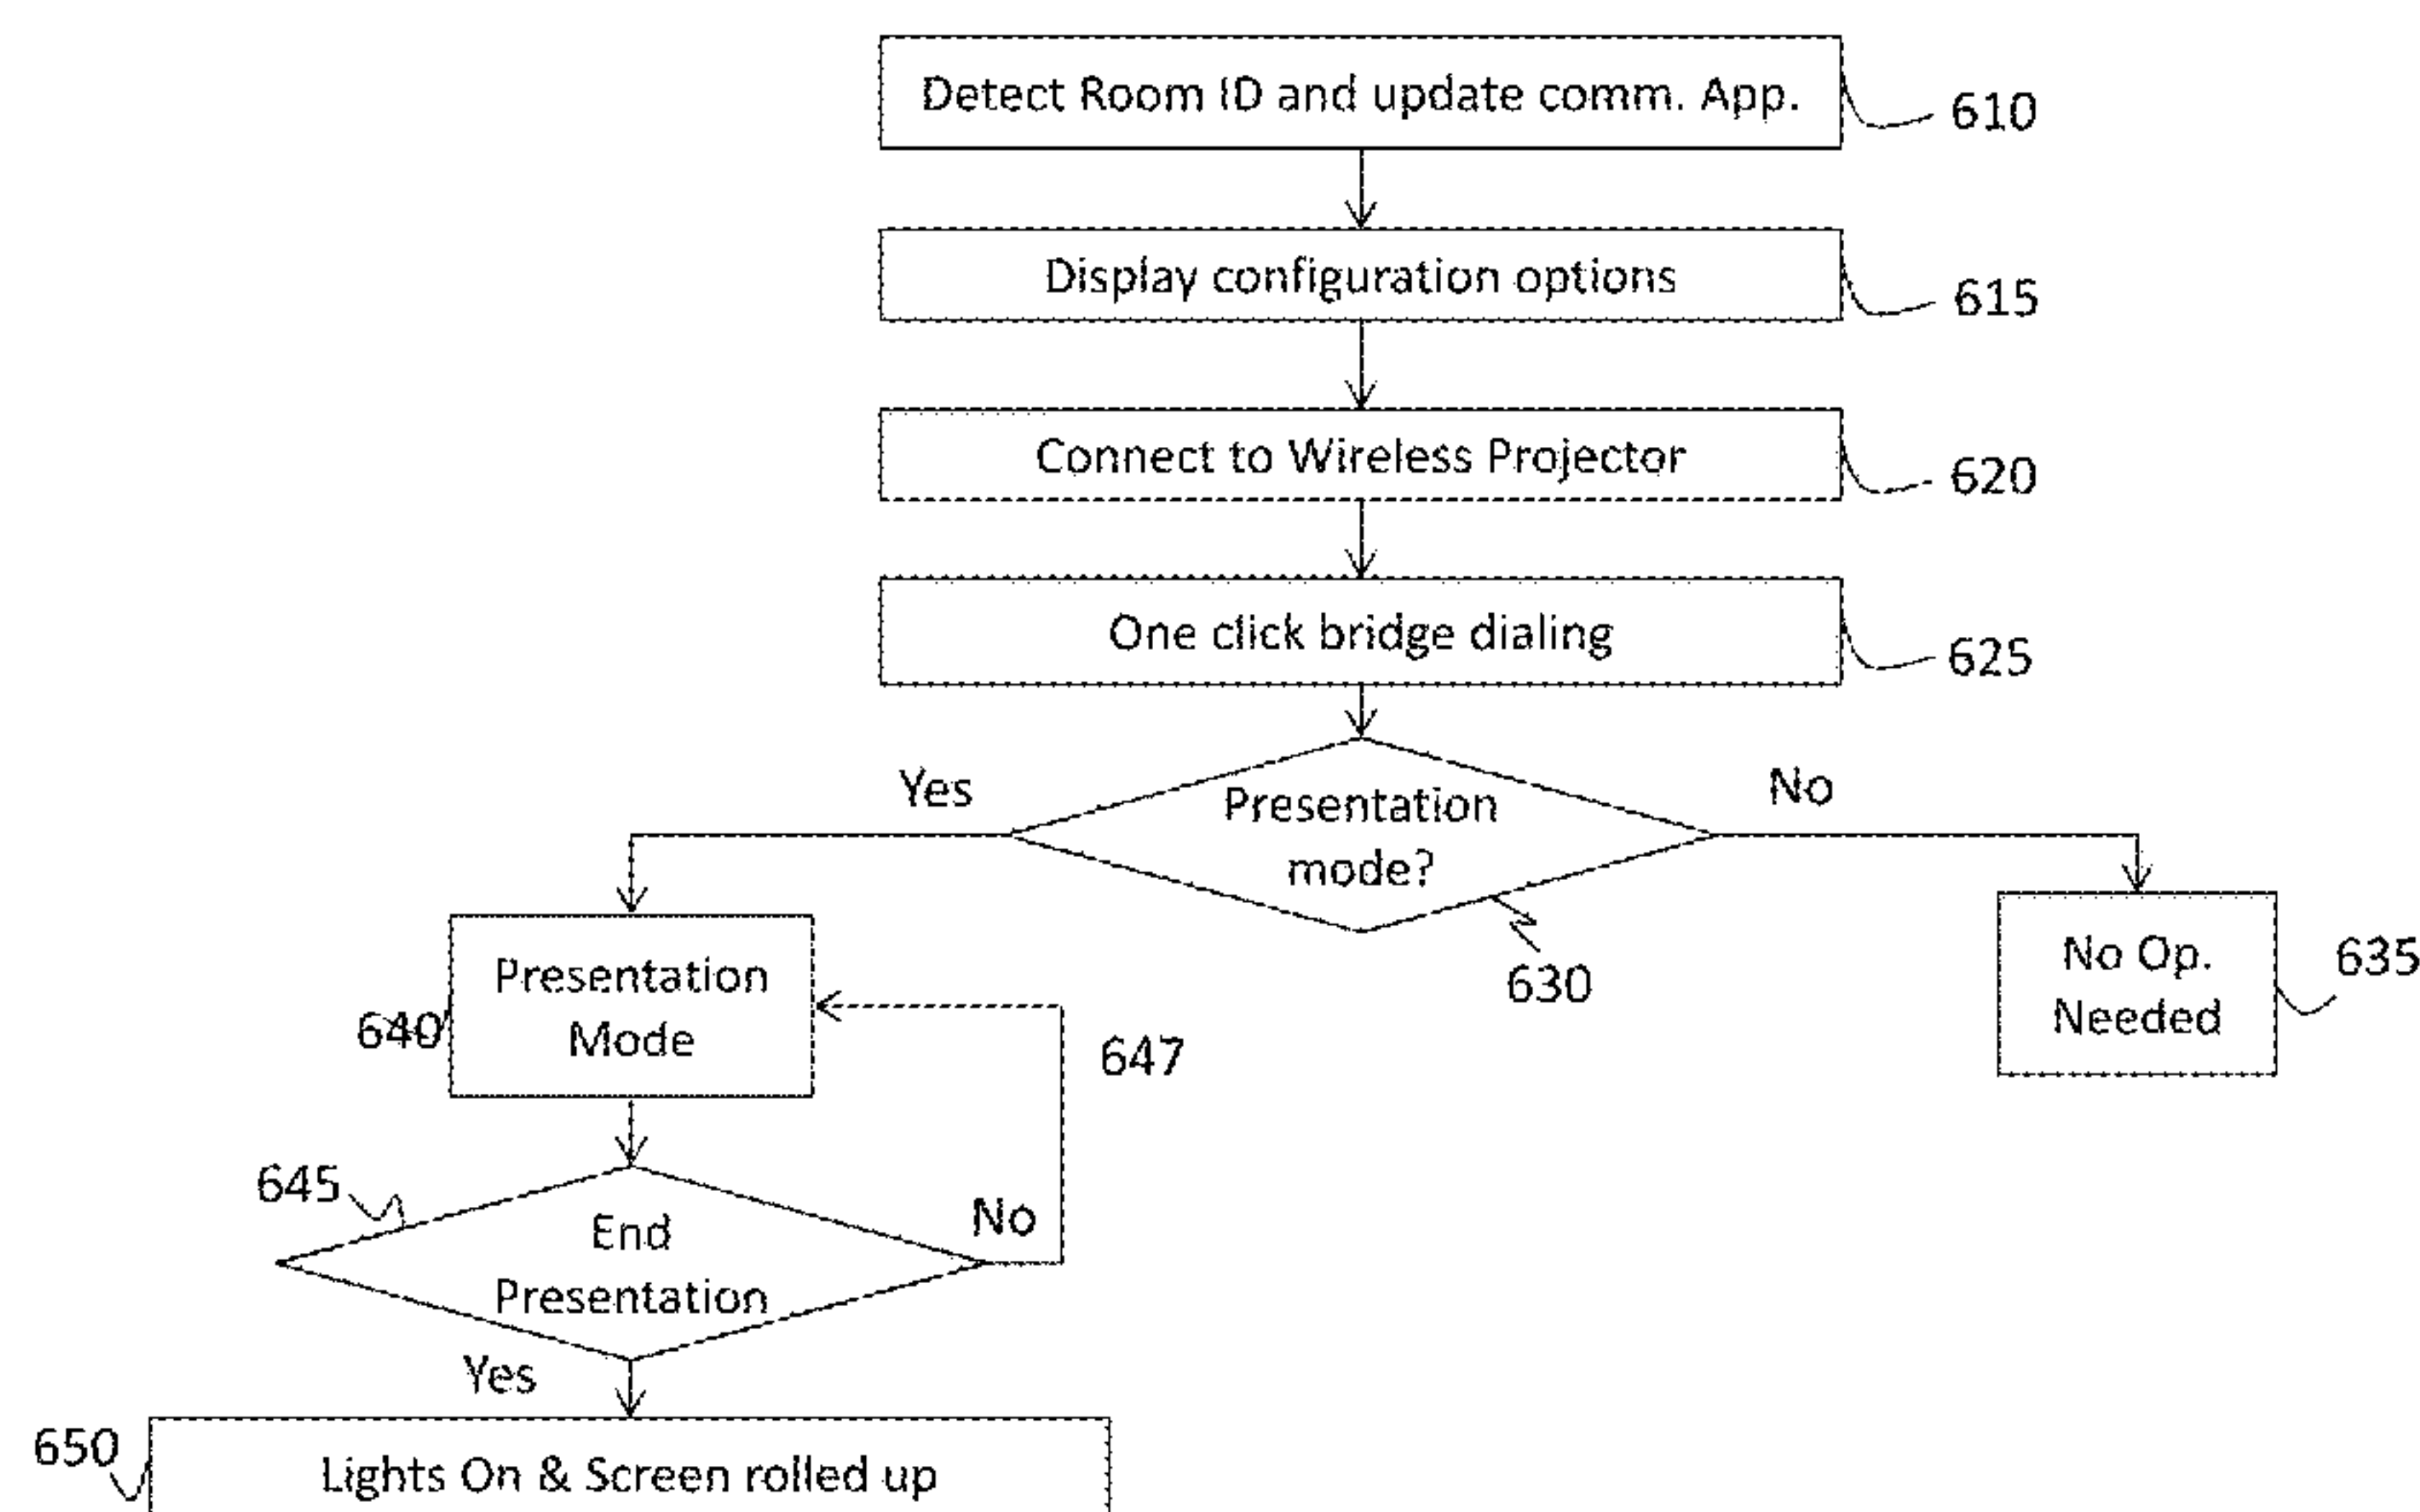 Detect Room ID and update comm. App.
610
Display configuration options
615
Connect to Wireless Projector
620
One click bridge dialing
625
Yes
Presentation
mode?
No
630
No Op.
Needed
635
Presentation
Mode
640
647
645
End
Presentation
No
Yes
650
Lights On & Screen rolled up